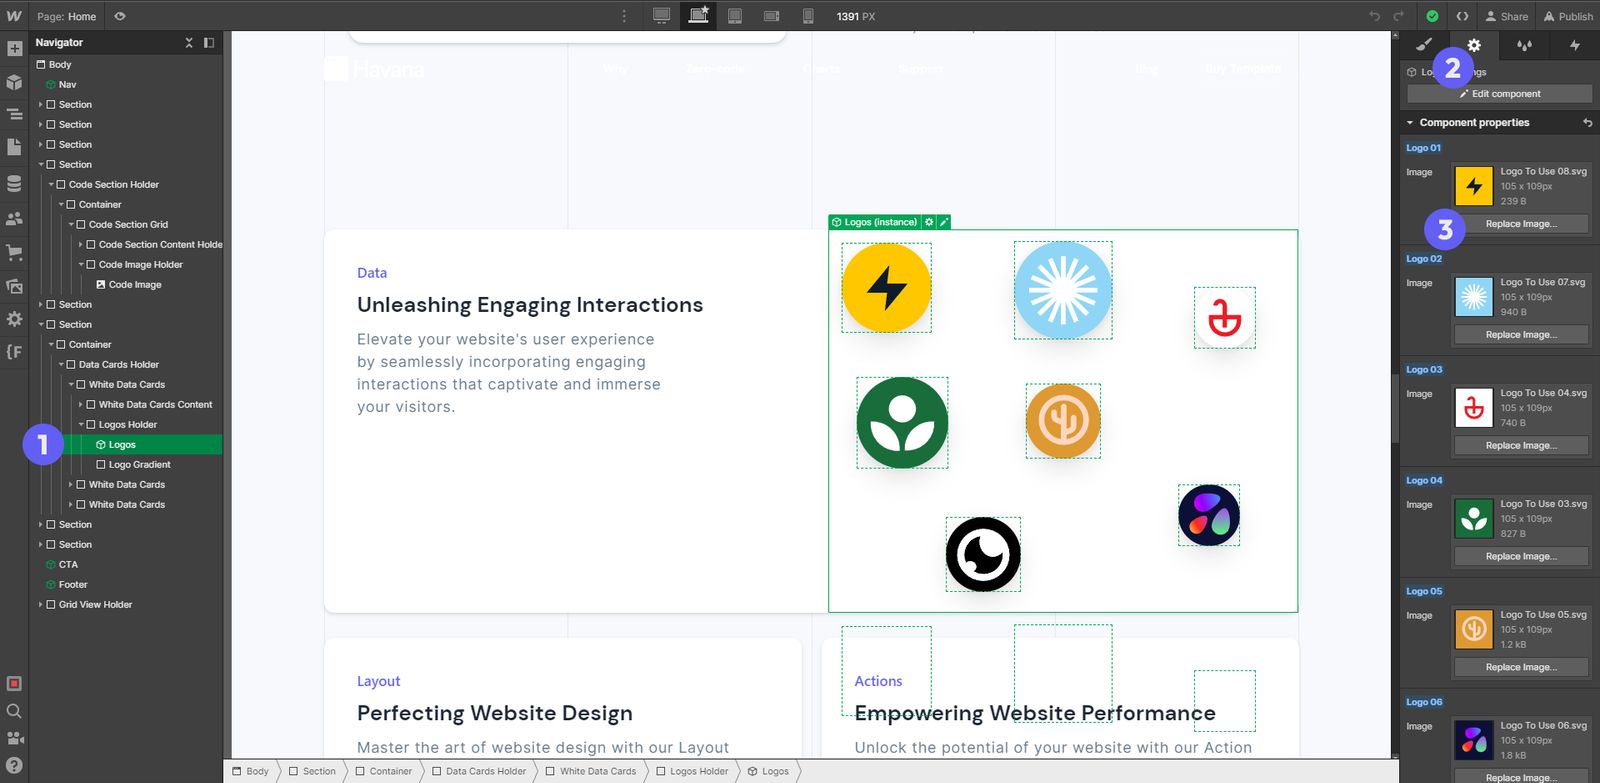 Page: Home
1391 PX
Share
Publish
Navigator
Body
Nav
Section
Section
Section
Section
Code Section Holder
Container
Code Section Grid
Code Section Content Holde
Code Image Holder
Code Image
Section
Section
Container
Data Cards Holder
White Data Cards
White Data Cards Content
Logos Holder
1
Logos
Logo Gradient
White Data Cards
White Data Cards
Section
Section
CTA
Footer
Grid View Holder
Havana
Why
Zero-code
Charts
Support
Blog
Buy Template
Logos (instance)
Data
Unleashing Engaging Interactions
Elevate your website's user experience
by seamlessly incorporating engaging
interactions that captivate and immerse
your visitors.
Layout
Perfecting Website Design
Master the art of website design with our Layout
Actions
Empowering Website Performance
Unlock the potential of your website with our Action
Body
Section
Container
Data Cards Holder
White Data Cards
Logos Holder
Logos
2
Edit component
Component properties
Logo 01
Image
Logo To Use 08.svg
105 x 109px
239 B
3
Replace Image...
Logo 02
Image
Logo To Use 07.svg
105 x 109px
940 B
Replace Image...
Logo 03
Image
Logo To Use 04.svg
105 x 109px
740 B
Replace Image...
Logo 04
Image
Logo To Use 03.svg
105 x 109px
827 B
Replace Image...
Logo 05
Image
Logo To Use 05.svg
105 x 109px
1.2 kB
Replace Image...
Logo 06
Image
Logo To Use 06.svg
105 x 109px
1.8 kB
Replace Image...